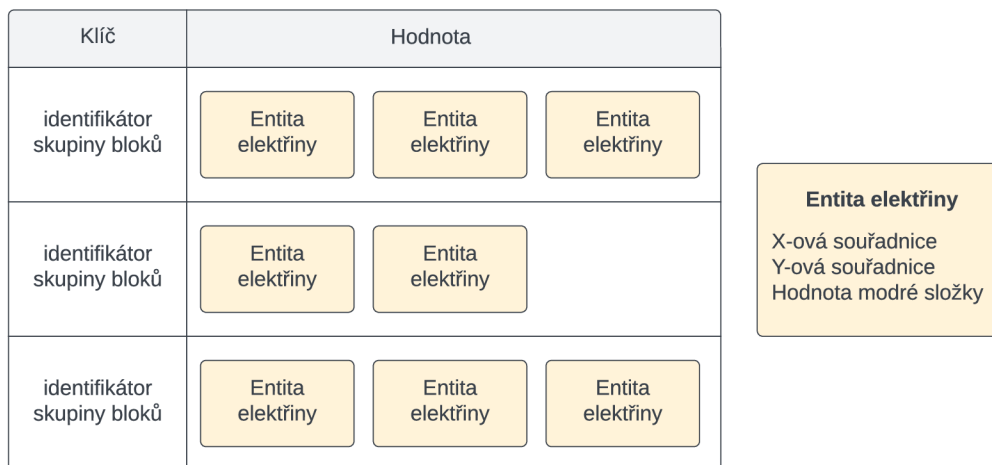 Klíč
Hodnota
identifikátor
skupiny bloků
Entita
elektřiny
Entita
elektřiny
Entita
elektřiny
identifikátor
skupiny bloků
Entita
elektřiny
Entita
elektřiny
identifikátor
skupiny bloků
Entita
elektřiny
Entita
elektřiny
Entita
elektřiny
Entita elektřiny
X-ová souřadnice
Y-ová souřadnice
Hodnota modré složky